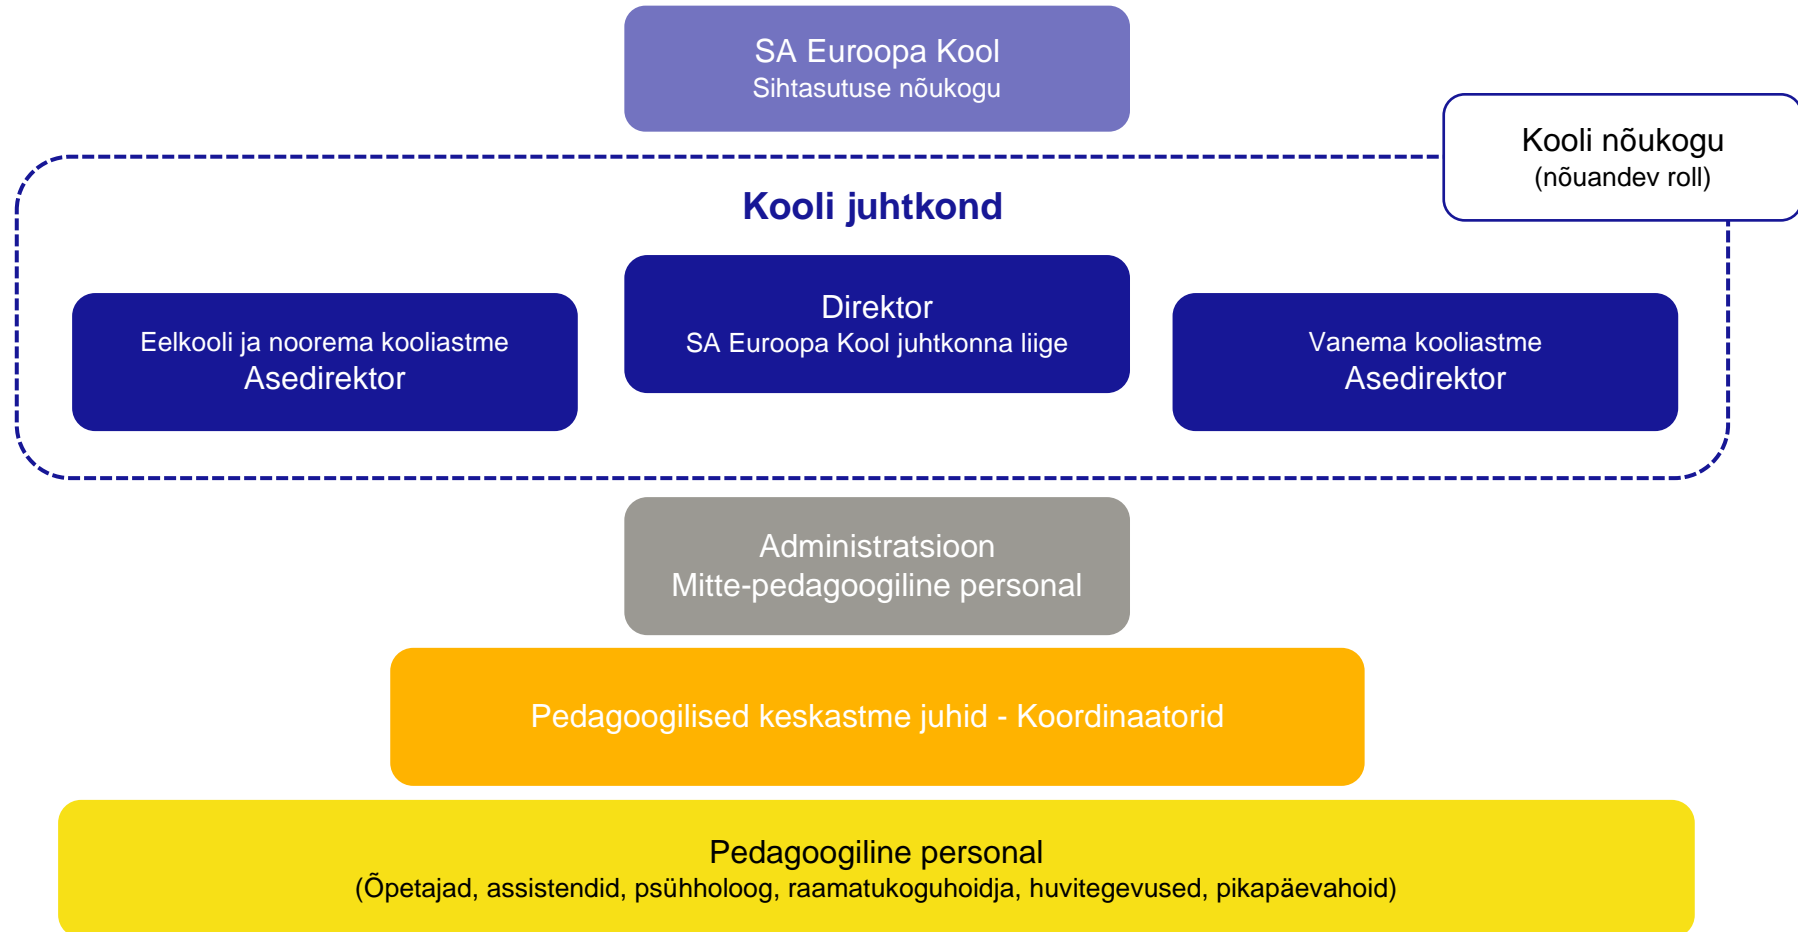 SA Euroopa Kool
Sihtasutuse nõukogu
Kooli nõukogu
(nõuandev roll)
Kooli juhtkond
Eelkooli ja noorema kooliastme
Asedirektor
Direktor
SA Euroopa Kool juhtkonna liige
Vanema kooliastme
Asedirektor
Administratsioon
Mitte-pedagoogiline personal
Pedagoogilised keskastme juhid - Koordinaatorid
Pedagoogiline personal
(Õpetajad, assistendid, psühholoog, raamatukoguhoidja, huvitegevused, pikapäevahoid)